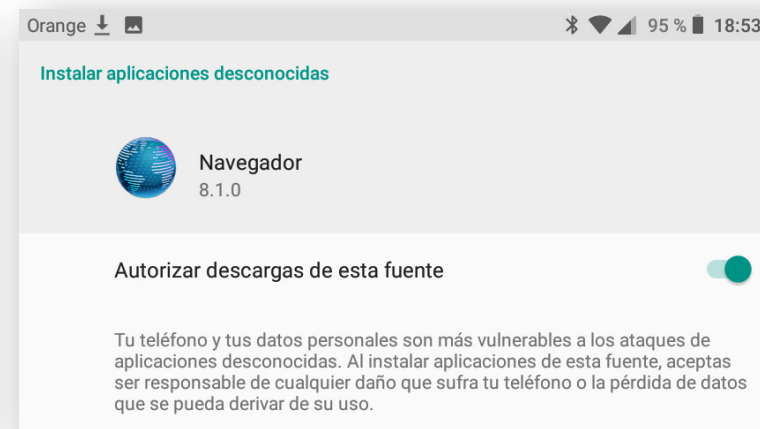 Orange 95 % 18:53
Instalar aplicaciones desconocidas
Navegador
8.1.0
Autorizar descargas de esta fuente
Tu teléfono y tus datos personales son más vulnerables a los ataques de
aplicaciones desconocidas. Al instalar aplicaciones de esta fuente, aceptas
ser responsable de cualquier daño que sufra tu teléfono o la pérdida de datos
que se pueda derivar de su uso.